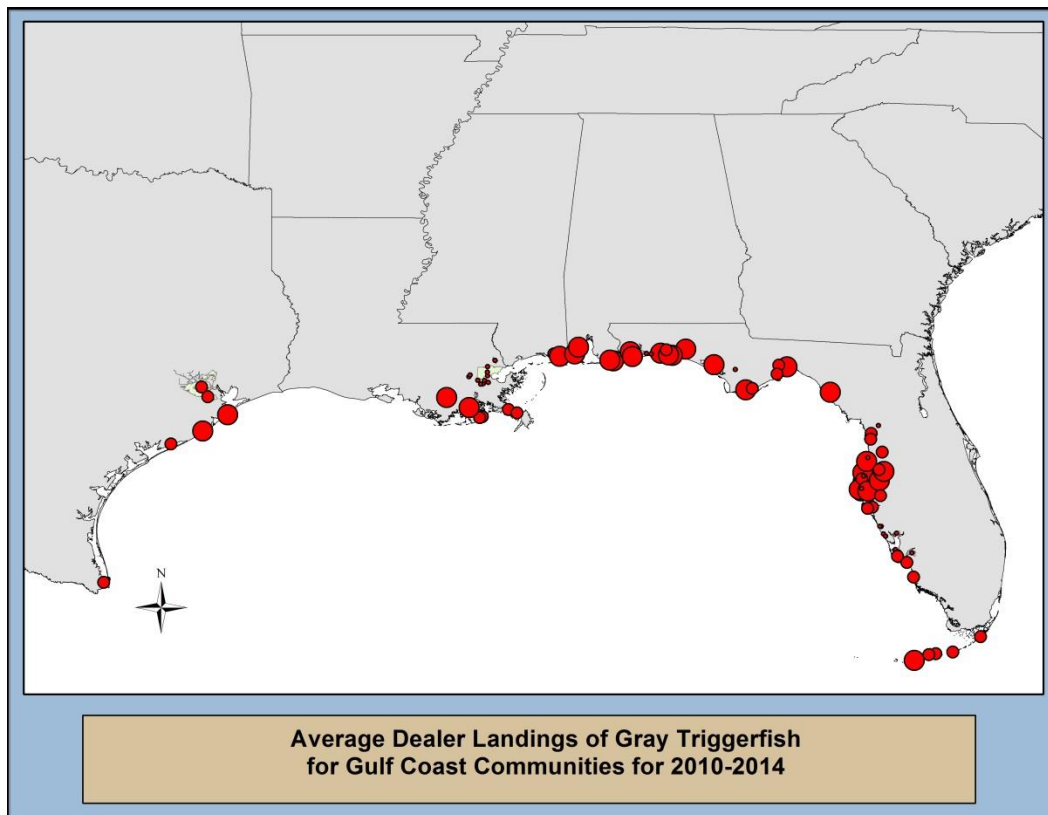 N
Average Dealer Landings of Gray Triggerfish
for Gulf Coast Communities for 2010-2014